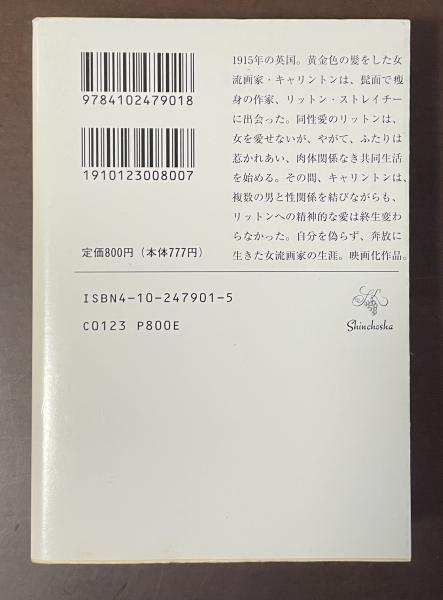 9784102479018
1910123008007
定価800円（本体777円）
1915年の英国。黄金色の髪をした女
流画家・キャリントンは、髭面で痩
身の作家、リットン・ストレイチー
に出会った。同性愛のリットンは、
女を愛せないが、やがて、ふたりは
惹かれあい、肉体関係なき共同生活
を始める。その間、キャリントンは、
複数の男と性関係を結びながらも、
リットンへの精神的な愛は終生変わ
らなかった。自分を偽らず、奔放に
生きた女流画家の生涯。映画化作品。
ISBN4-10-247901-5
C0123 P800E
Shinchosha